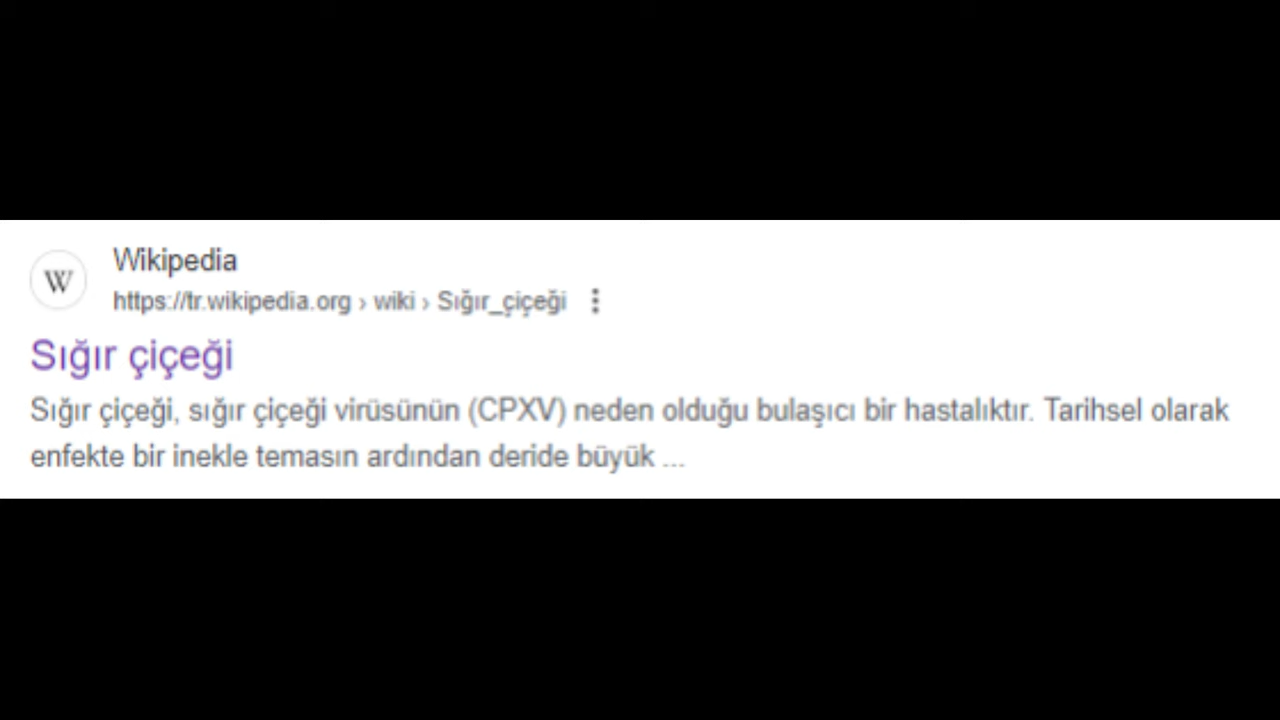 W
Wikipedia
https://tr.wikipedia.org › wiki › Sığır_çiçeği
Sığır çiçeği
Sığır çiçeği, sığır çiçeği virüsünün (CPXV) neden olduğu bulaşıcı bir hastalıktır. Tarihsel olarak
enfekte bir inekle temasın ardından deride büyük ...